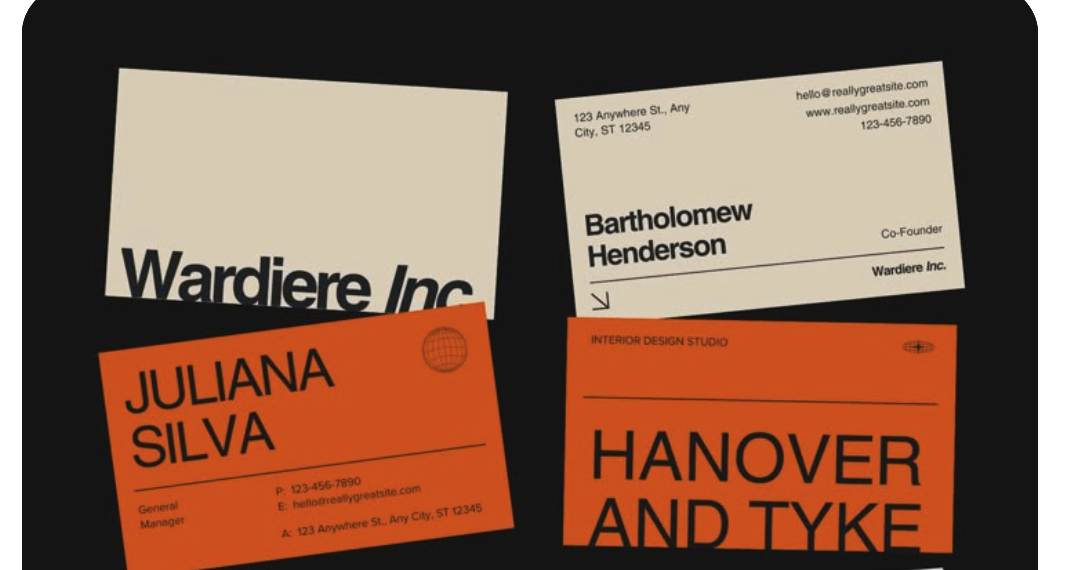 Wardiere Inc.
123 Anywhere St., Any
City, ST 12345
hello@reallygreatsite.com
www.reallygreatsite.com
123-456-7890
Bartholomew
Henderson
Co-Founder
Wardiere Inc.
JULIANA
SILVA
General
Manager
P: 123-456-7890
E: hello@reallygreatsite.com
A: 123 Anywhere St., Any City, ST 12345
INTERIOR DESIGN STUDIO
HANOVER
AND TYKE